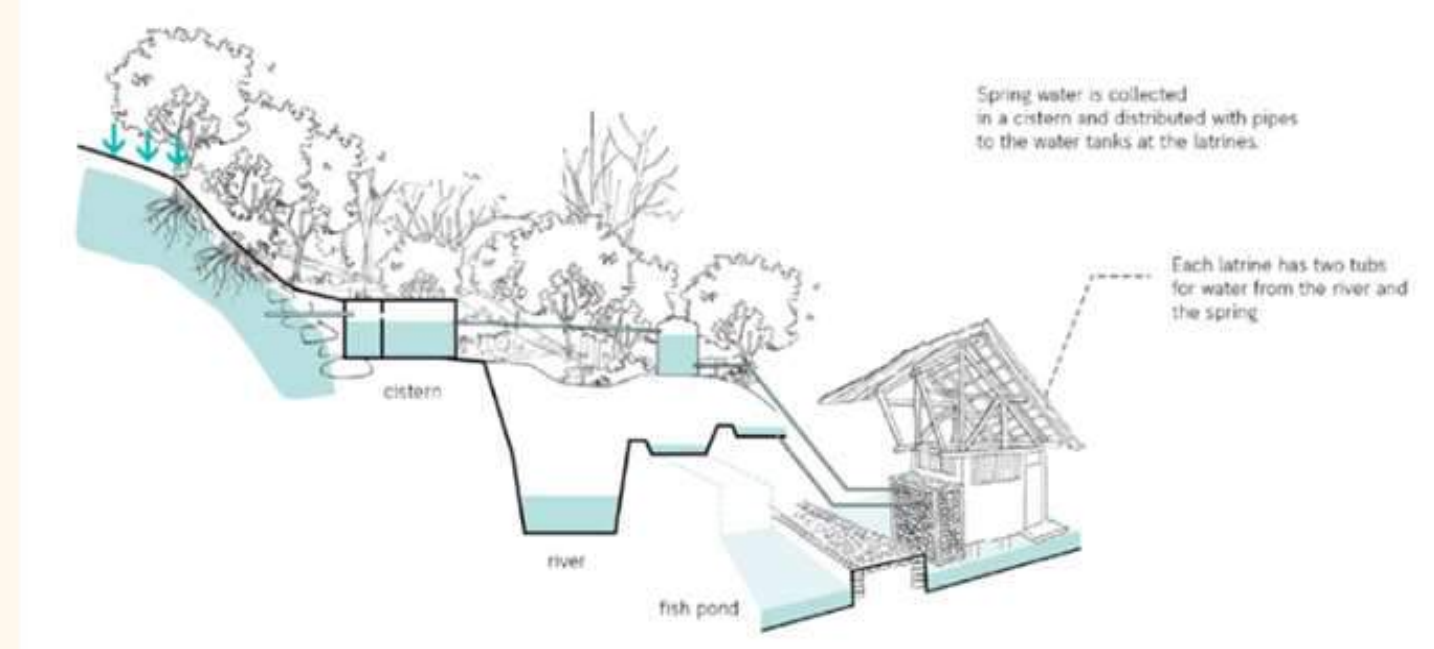 Spring water is collected
in a cistern and distributed with pipes
to the water tanks at the latrines.
Each latrine has two tubs
for water from the river and
the spring
cistern
river
fish pond